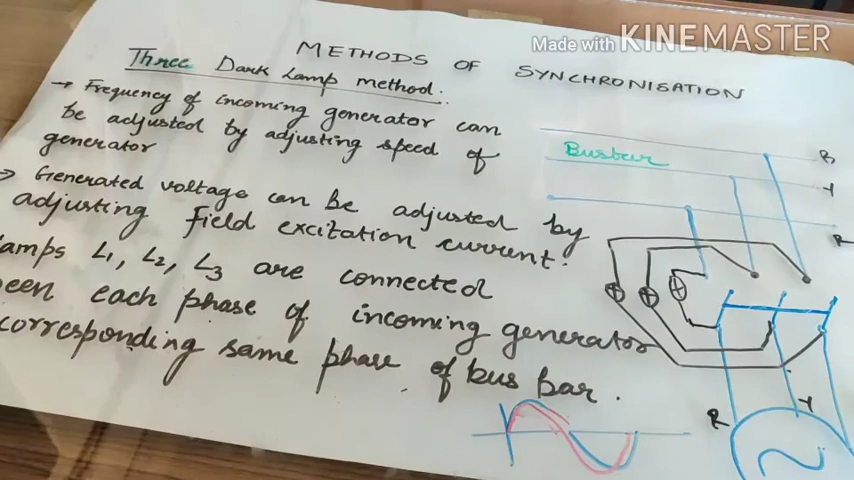 Made with KINEMASTER
METHODS OF SYNCHRONISATION
Three Dark Lamp method.
→ Frequency of incoming generator can
be adjusted by adjusting speed of
generator
→ Generated voltage can be adjusted by
adjusting field excitation current.
amps L1, L2, L3 are connected
een each phase of incoming generator
corresponding same phase of bus bar.
Busbar
B
Y
R
R
Y